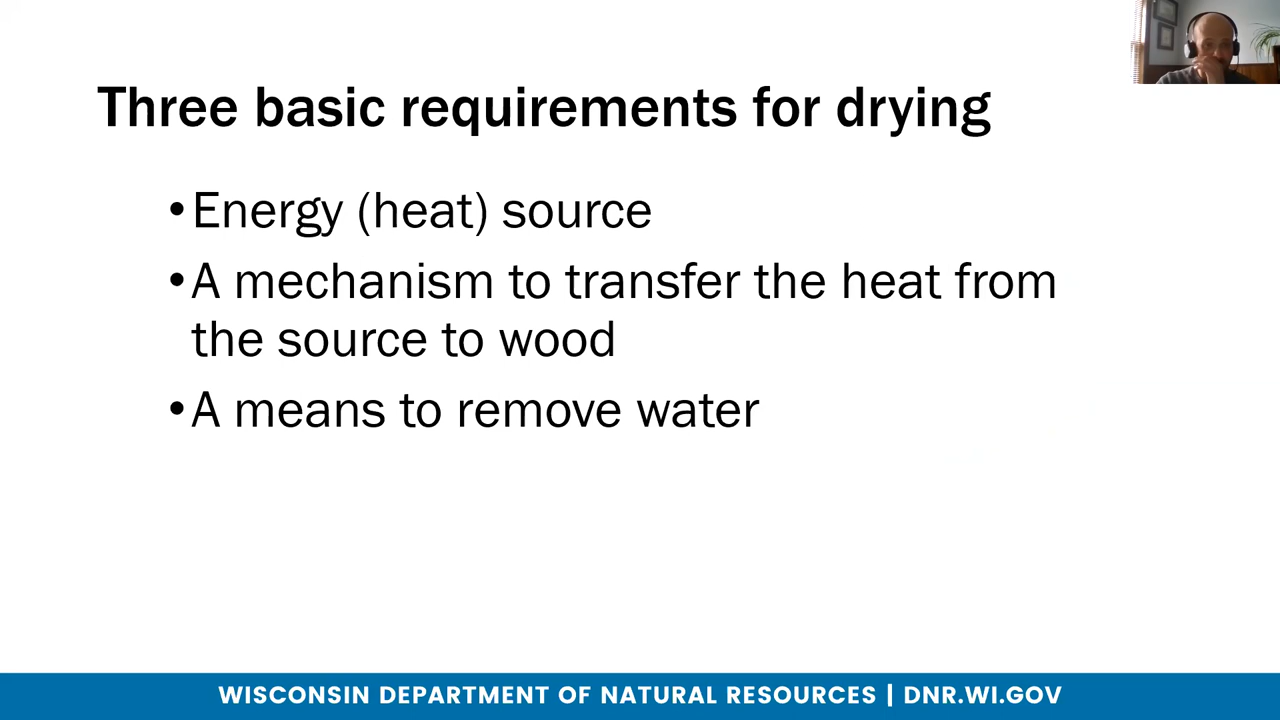 Three basic requirements for drying
•Energy (heat) source
•A mechanism to transfer the heat from
the source to wood
•A means to remove water
WISCONSIN DEPARTMENT OF NATURAL RESOURCES | DNR.WI.GOV